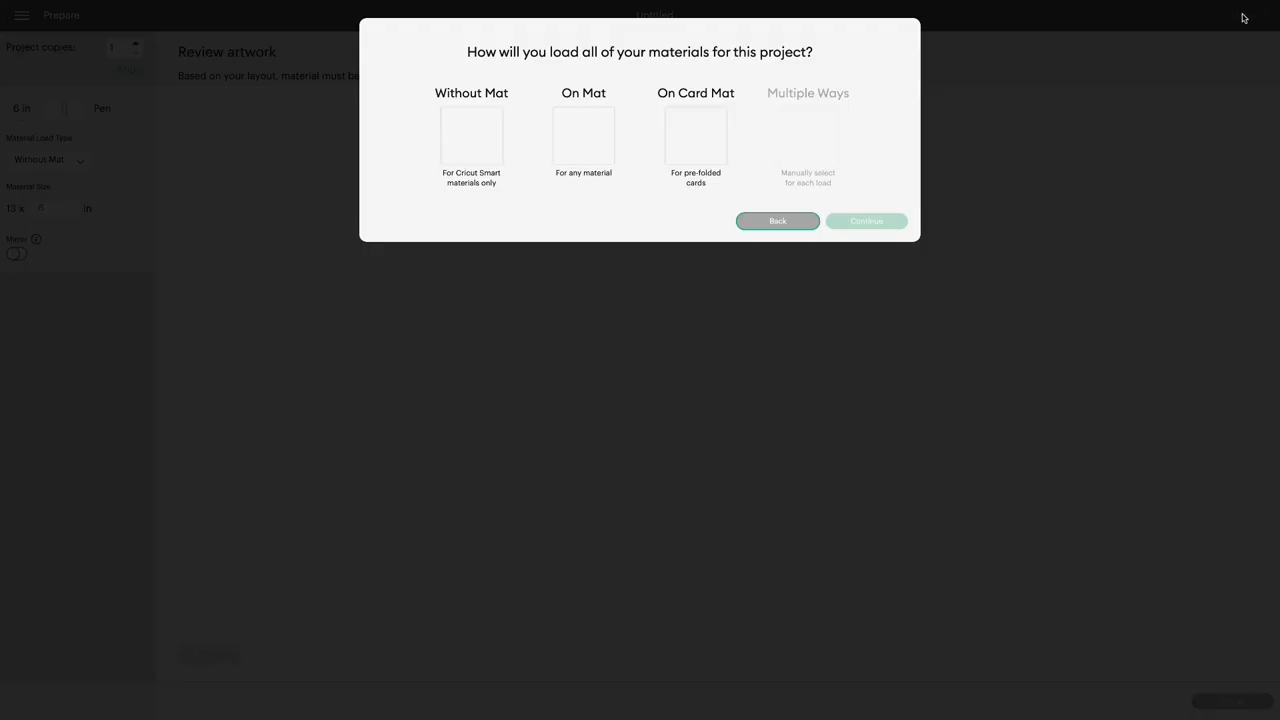 Prepare
Untitled
Project copies: 1
Review artwork
Based on your layout, material must be
6 in Pen
Material Load Type
Without Mat
Material Size
13 x 6 in
Mirror
How will you load all of your materials for this project?
Without Mat
On Mat
On Card Mat
Multiple Ways
For Cricut Smart
materials only
For any material
For pre-folded
cards
Manually select
for each load
Back
Continue